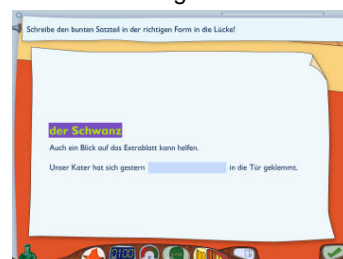 Schreibe den bunten Satzteil in der richtigen Form in die Lücke!
der Schwanz
Auch ein Blick auf das Extrablatt kann helfen.
Unser Kater hat sich gestern in die Tür geklemmt.